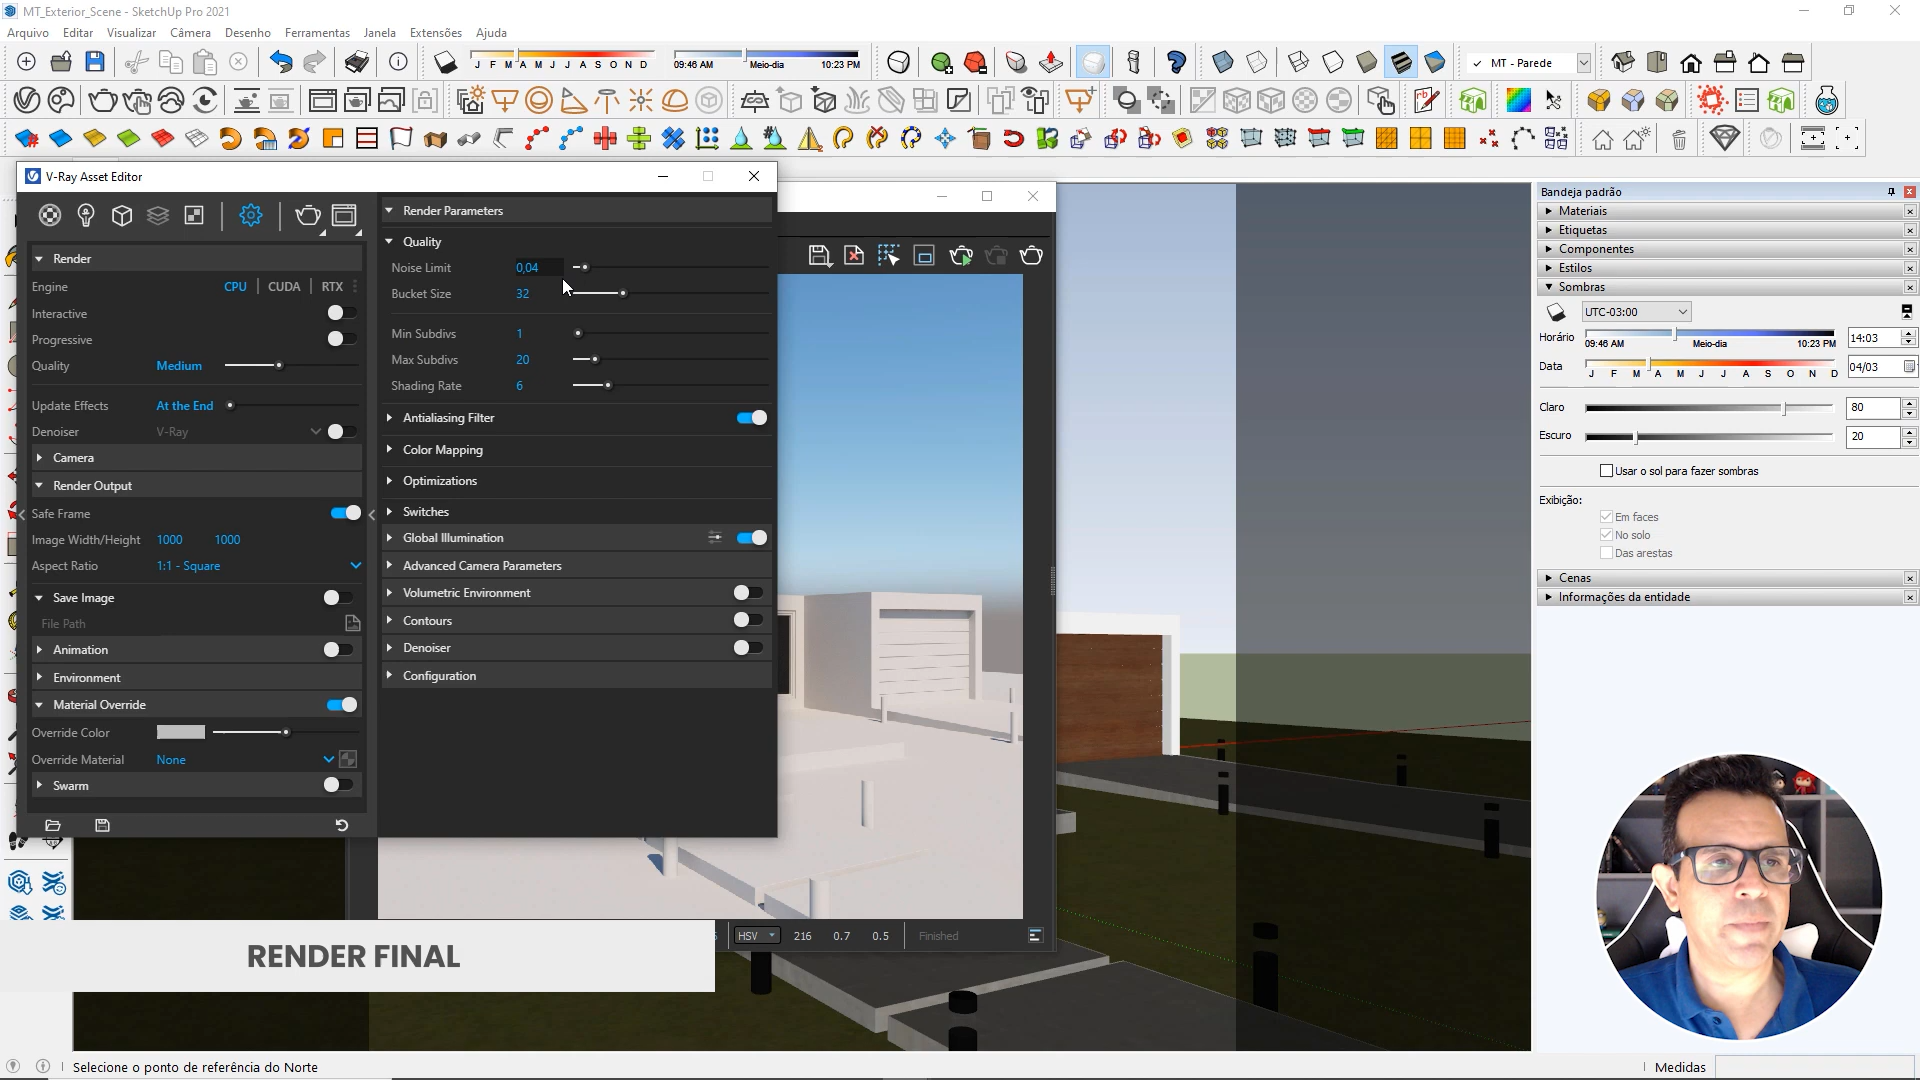 MT_Exterior_Scene - SketchUp Pro 2021
Arquivo Editar Visualizar Câmera Desenho Ferramentas Janela Extensões Ajuda
J F M A M J J A S O N D
09:46 AM Meio-dia 10:23 PM
MT - Parede
V-Ray Asset Editor
Render
Engine CPU CUDA RTX
Interactive
Progressive
Quality Medium
Update Effects At the End
Denoiser V-Ray
Camera
Render Output
Safe Frame
Image Width/Height 1000 1000
Aspect Ratio 1:1 - Square
Save Image
File Path
Animation
Environment
Material Override
Override Color
Override Material None
Swarm
Render Parameters
Quality
Noise Limit 0,04
Bucket Size 32
Min Subdivs 1
Max Subdivs 20
Shading Rate 6
Antialiasing Filter
Color Mapping
Optimizations
Switches
Global Illumination
Advanced Camera Parameters
Volumetric Environment
Contours
Denoiser
Configuration
HSV 216 0.7 0.5 Finished
Bandeja padrão
Materiais
Etiquetas
Componentes
Estilos
Sombras
UTC-03:00
Horário 09:46 AM Meio-dia 10:23 PM 14:03
Data J F M A M J J A S O N D 04/03
Claro 80
Escuro 20
Usar o sol para fazer sombras
Exibição:
Em faces
No solo
Das arestas
Cenas
Informações da entidade
RENDER FINAL
Selecione o ponto de referência do Norte
Medidas